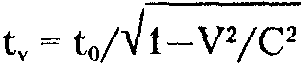 tᵥ = t₀/√1–V²/C²